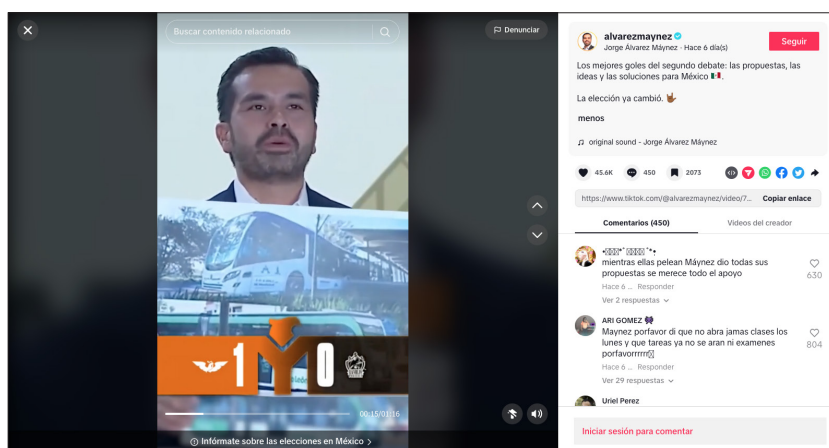 Buscar contenido relacionado
Denunciar
1 0
00:15/01:16
Infórmate sobre las elecciones en México >
alvarezmaynez
Jorge Álvarez Máynez · Hace 6 día(s)
Seguir
Los mejores goles del segundo debate: las propuestas, las
ideas y las soluciones para México 🇲🇽.
La elección ya cambió. 🤟🏾
menos
♫ original sound - Jorge Álvarez Máynez
45.6K
450
2073
https://www.tiktok.com/@alvarezmaynez/video/7...
Copiar enlace
Comentarios (450)
Videos del creador
mientras ellas pelean Máynez dio todas sus
propuestas se merece todo el apoyo
630
Hace 6 ... Responder
Ver 2 respuestas
ARI GOMEZ
Maynez porfavor di que no abra jamas clases los
lunes y que tareas ya no se aran ni examenes
porfavorrrrr
804
Hace 6 ... Responder
Ver 29 respuestas
Uriel Perez
Iniciar sesión para comentar